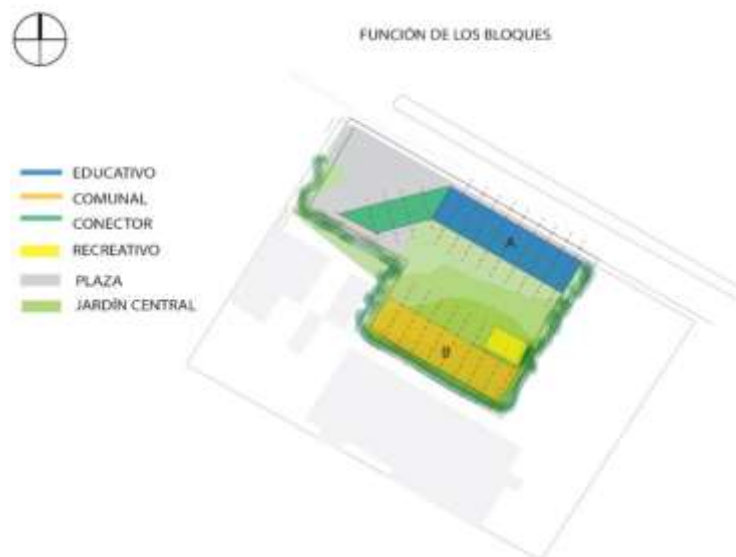 FUNCIÓN DE LOS BLOQUES
EDUCATIVO
COMUNAL
CONECTOR
RECREATIVO
PLAZA
JARDÍN CENTRAL
A
B